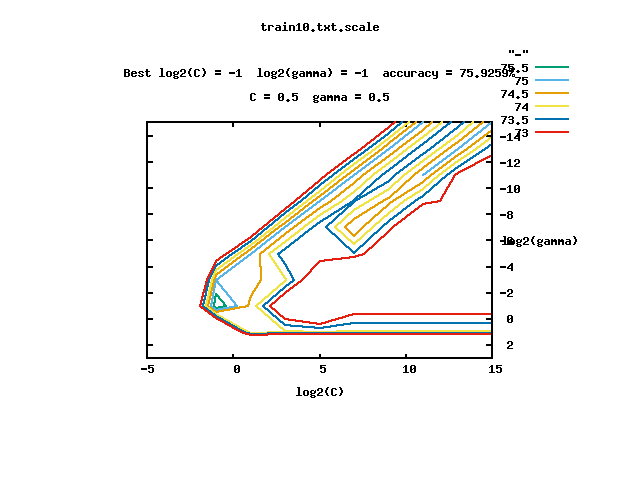 train10.txt.scale
"-"
Best log2(C) = -1  log2(gamma) = -1  accuracy = 75.9259%
75.5
75
C = 0.5  gamma = 0.5
74.5
74
73.5
73
-14
-12
-10
-8
-6
log2(gamma)
-4
-2
0
2
-5 0 5 10 15
log2(C)